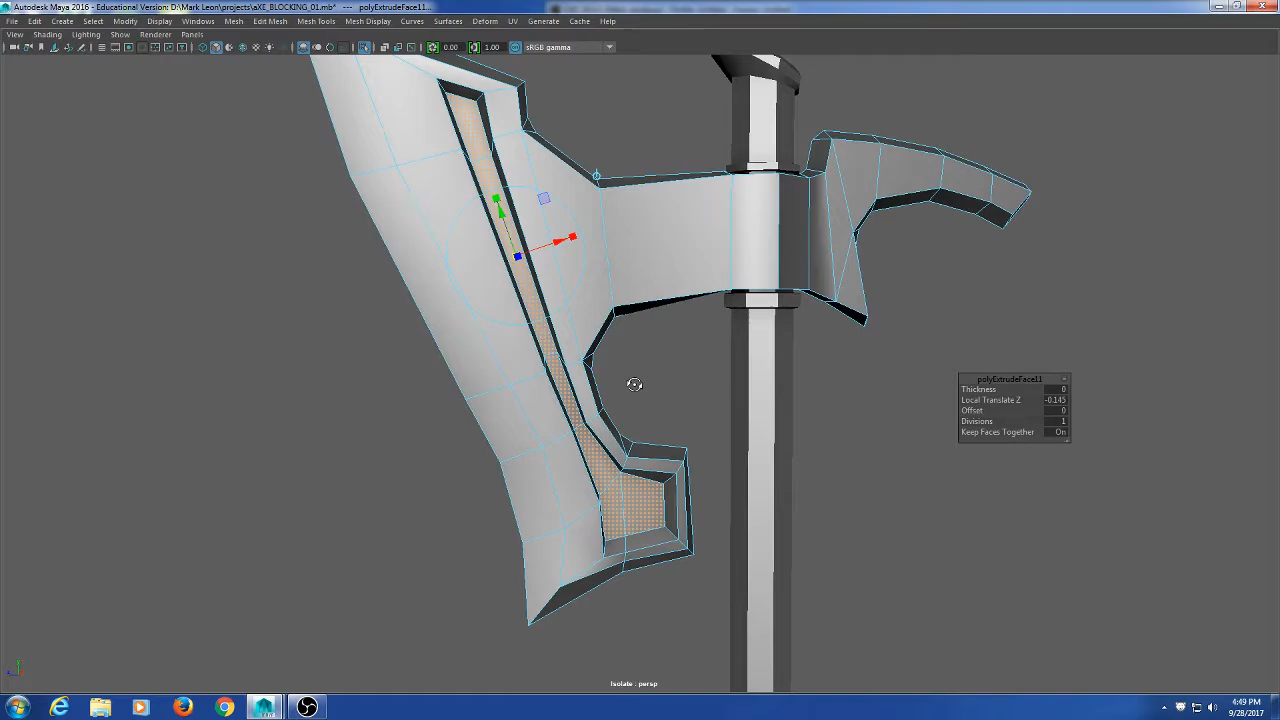 Autodesk Maya 2016 - Educational Version: D:\Mark Leon\projects\aXE_BLOCKING_01.mb* --- polyExtrudeFace11...
File Edit Create Select Modify Display Windows Mesh Edit Mesh Mesh Tools Mesh Display Curves Surfaces Deform UV Generate Cache Help
View Shading Lighting Show Renderer Panels
0.00 1.00 sRGB gamma
polyExtrudeFace11
Thickness 0
Local Translate Z -0.145
Offset 0
Divisions 1
Keep Faces Together On
Isolate : persp
4:49 PM
9/28/2017